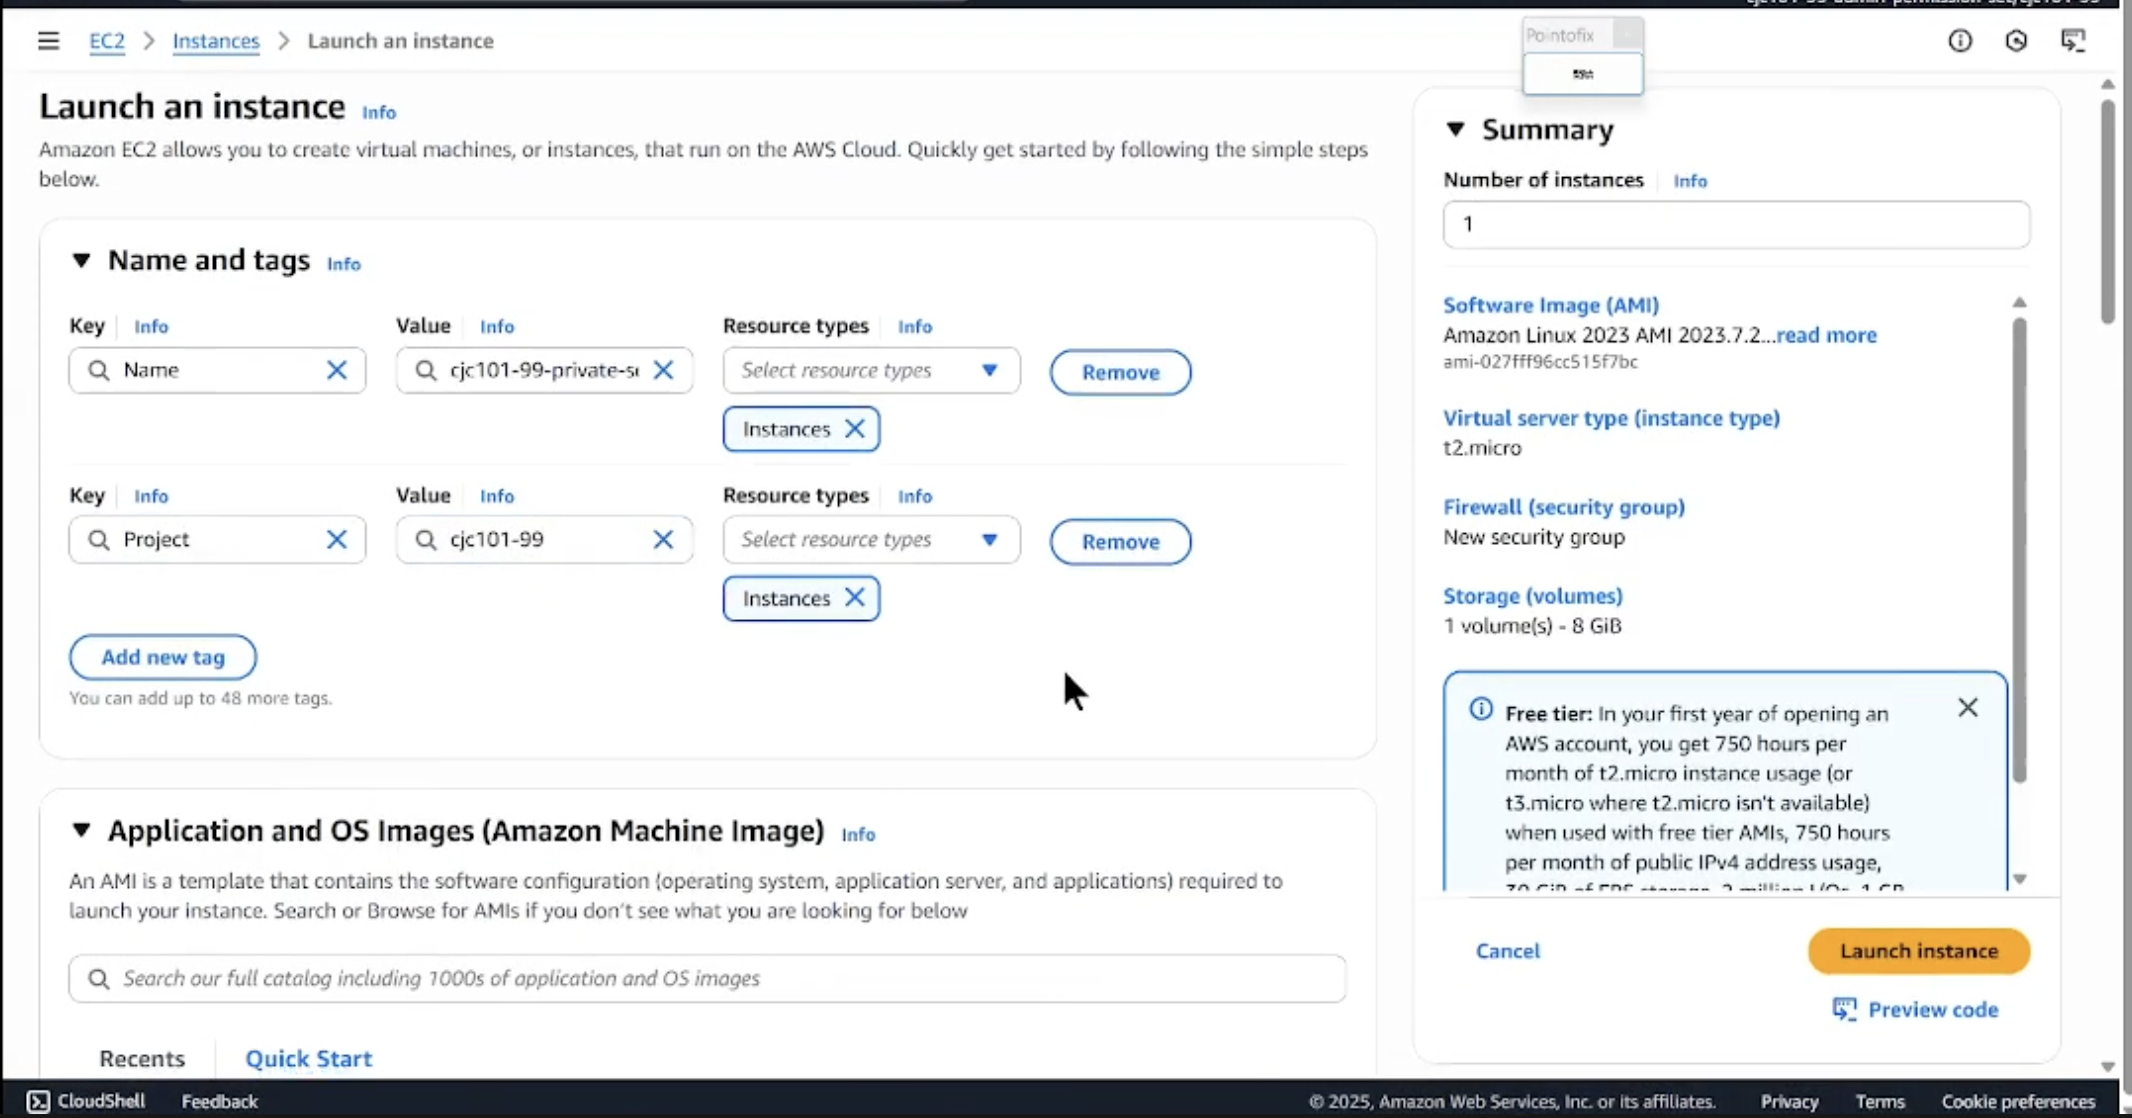 EC2 > Instances > Launch an instance
Pointofix
Launch an instance Info
Amazon EC2 allows you to create virtual machines, or instances, that run on the AWS Cloud. Quickly get started by following the simple steps
below.
Name and tags Info
Key Info Value Info Resource types Info
Name cjc101-99-private-s Select resource types Remove
Instances
Key Info Value Info Resource types Info
Project cjc101-99 Select resource types Remove
Instances
Add new tag
You can add up to 48 more tags.
Application and OS Images (Amazon Machine Image) Info
An AMI is a template that contains the software configuration (operating system, application server, and applications) required to
launch your instance. Search or Browse for AMIs if you don't see what you are looking for below
Search our full catalog including 1000s of application and OS images
Recents Quick Start
Summary
Number of instances Info
1
Software Image (AMI)
Amazon Linux 2023 AMI 2023.7.2...read more
ami-027fff96cc515f7bc
Virtual server type (instance type)
t2.micro
Firewall (security group)
New security group
Storage (volumes)
1 volume(s) - 8 GiB
Free tier: In your first year of opening an
AWS account, you get 750 hours per
month of t2.micro instance usage (or
t3.micro where t2.micro isn't available)
when used with free tier AMIs, 750 hours
per month of public IPv4 address usage,
Cancel Launch instance
Preview code
CloudShell Feedback © 2025, Amazon Web Services, Inc. or its affiliates. Privacy Terms Cookie preferences